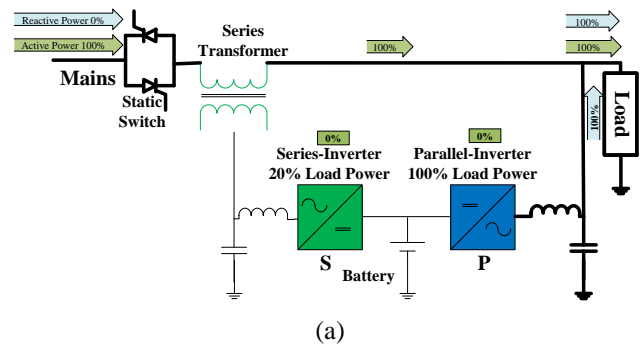 Reactive Power 0%
Active Power 100%
Mains
Static
Switch
Series
Transformer
100%
100%
100%
100%
Load
0%
Series-Inverter
20% Load Power
0%
Parallel-Inverter
100% Load Power
S
Battery
P
(a)